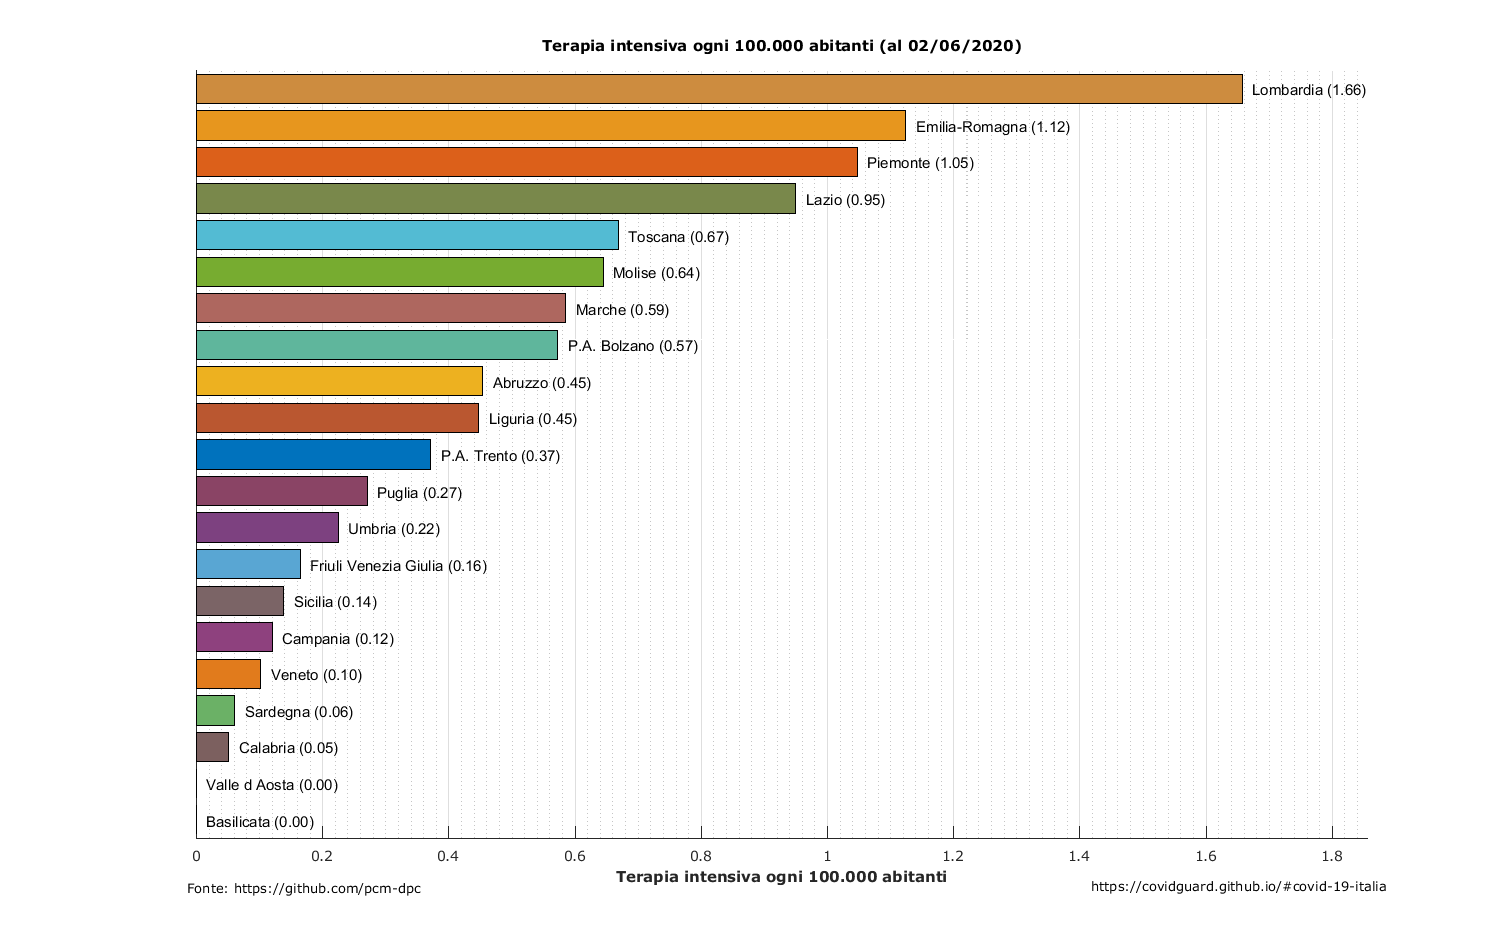 Terapia intensiva ogni 100.000 abitanti (al 02/06/2020)
Lombardia (1.66)
Emilia-Romagna (1.12)
Piemonte (1.05)
Lazio (0.95)
Toscana (0.67)
Molise (0.64)
Marche (0.59)
P.A. Bolzano (0.57)
Abruzzo (0.45)
Liguria (0.45)
P.A. Trento (0.37)
Puglia (0.27)
Umbria (0.22)
Friuli Venezia Giulia (0.16)
Sicilia (0.14)
Campania (0.12)
Veneto (0.10)
Sardegna (0.06)
Calabria (0.05)
Valle d Aosta (0.00)
Basilicata (0.00)
0 0.2 0.4 0.6 0.8 1 1.2 1.4 1.6 1.8
Terapia intensiva ogni 100.000 abitanti
Fonte: https://github.com/pcm-dpc
https://covidguard.github.io/#covid-19-italia